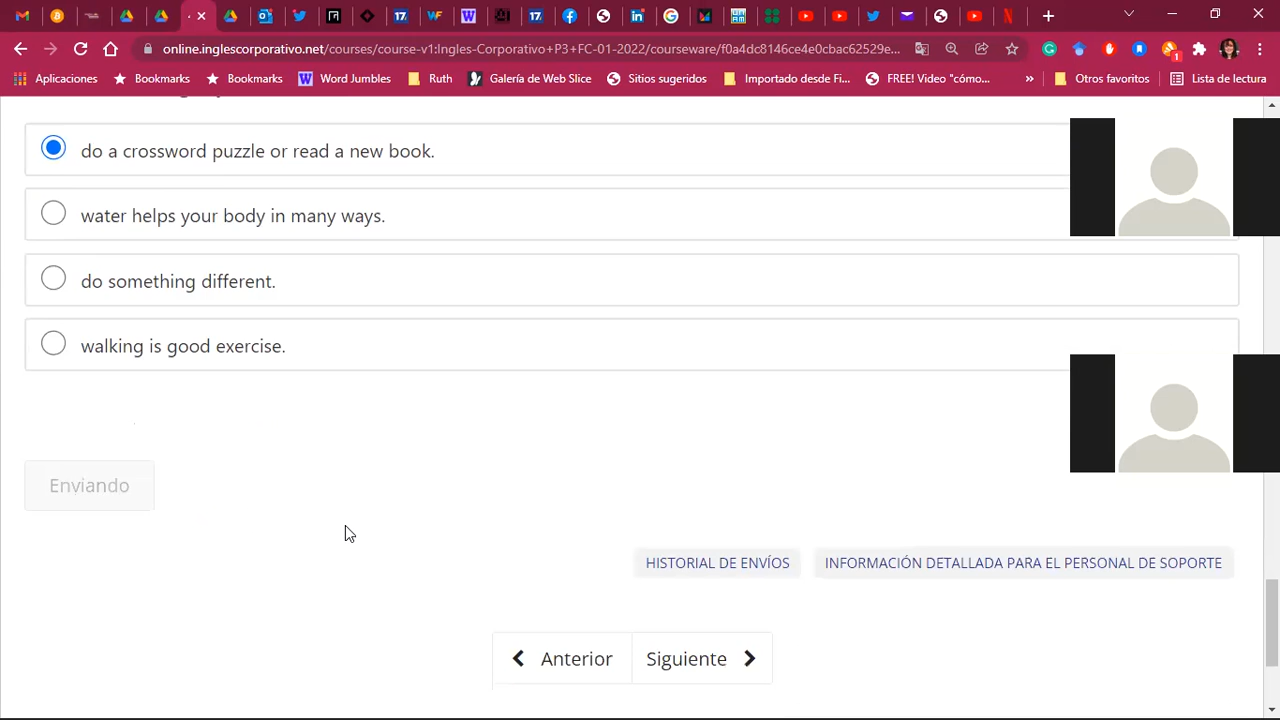 online.inglescorporativo.net/courses/course-v1:Ingles-Corporativo+P3+FC-01-2022/courseware/f0a4dc8146ce4e0cbac62529e...
Aplicaciones Bookmarks Bookmarks Word Jumbles Ruth Galería de Web Slice Sitios sugeridos Importado desde Fi... FREE! Video "cómo... » Otros favoritos Lista de lectura
do a crossword puzzle or read a new book.
water helps your body in many ways.
do something different.
walking is good exercise.
Enviando
HISTORIAL DE ENVÍOS INFORMACIÓN DETALLADA PARA EL PERSONAL DE SOPORTE
Anterior Siguiente